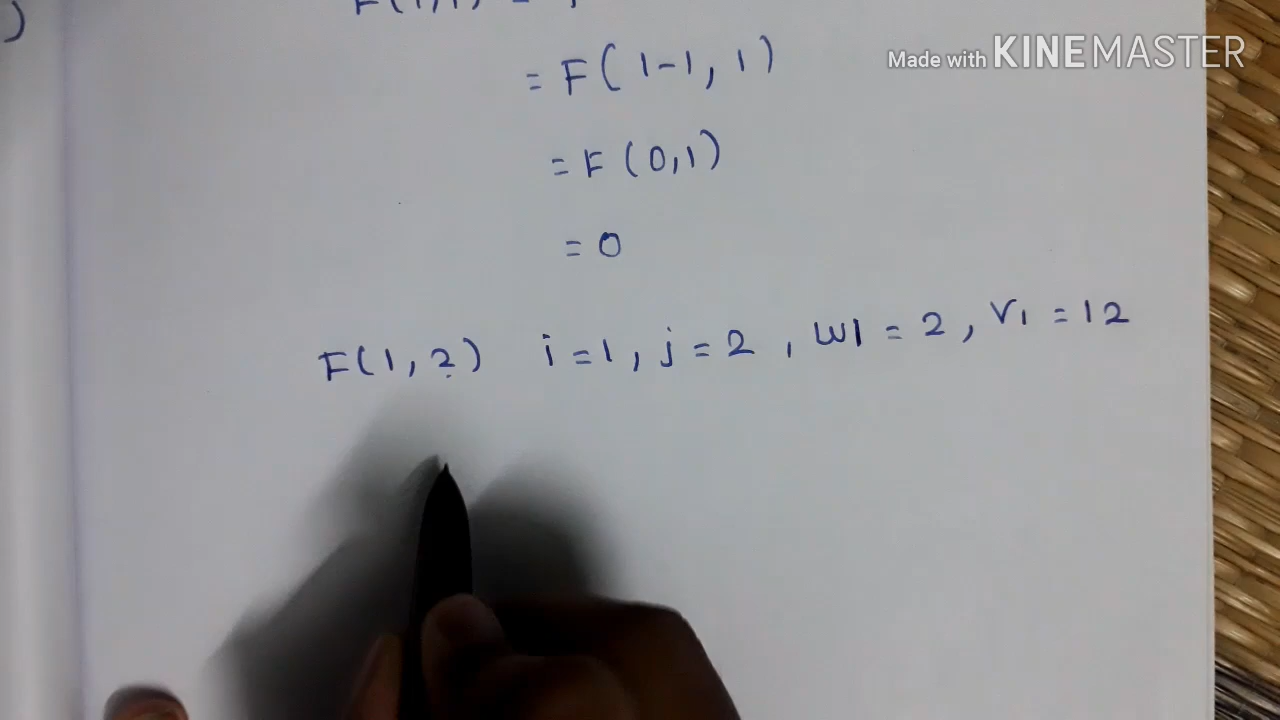 Made with KINEMASTER
= F(1-1, 1)
= F(0,1)
= 0
F(1, 2) i=1, j=2, W1 = 2, V1 = 12